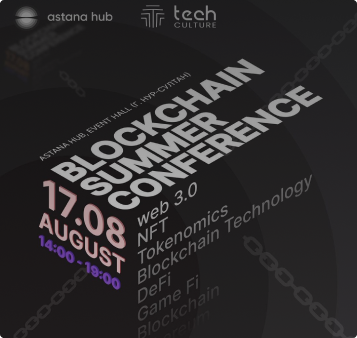 astana hub
tech
CULTURE
ASTANA HUB, EVENT HALL (Г. НУР-СУЛТАН)
BLOCKCHAIN
SUMMER
CONFERENCE
17.08
AUGUST
14:00 - 19:00
web 3.0
NFT
Tokenomics
Blockchain Technology
DeFi
Game Fi
Blockchain